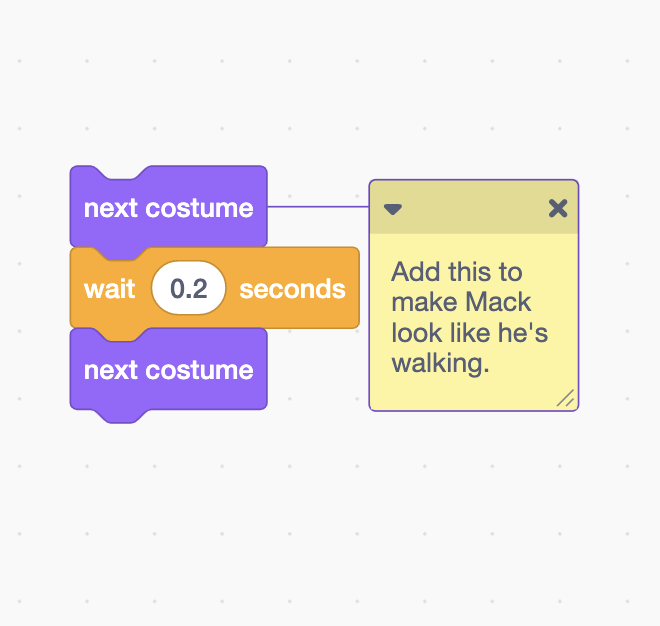 next costume
wait 0.2 seconds
next costume
Add this to
make Mack
look like he's
walking.